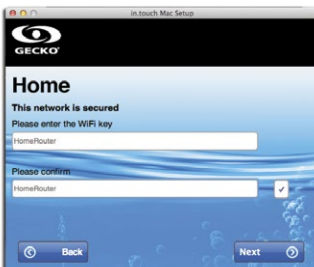 in.touch Mac Setup
GECKO
Home
This network is secured
Please enter the WiFi key
HomeRouter
Please confirm
HomeRouter
Back
Next